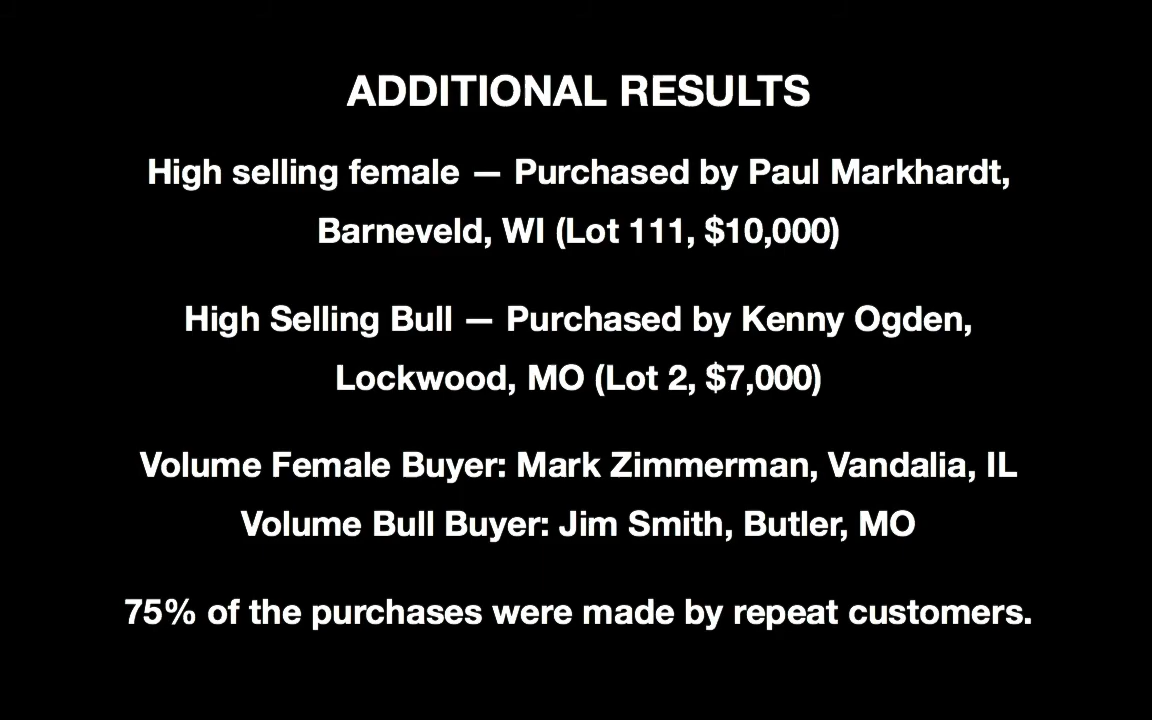 ADDITIONAL RESULTS
High selling female — Purchased by Paul Markhardt,
Barneveld, WI (Lot 111, $10,000)
High Selling Bull — Purchased by Kenny Ogden,
Lockwood, MO (Lot 2, $7,000)
Volume Female Buyer: Mark Zimmerman, Vandalia, IL
Volume Bull Buyer: Jim Smith, Butler, MO
75% of the purchases were made by repeat customers.